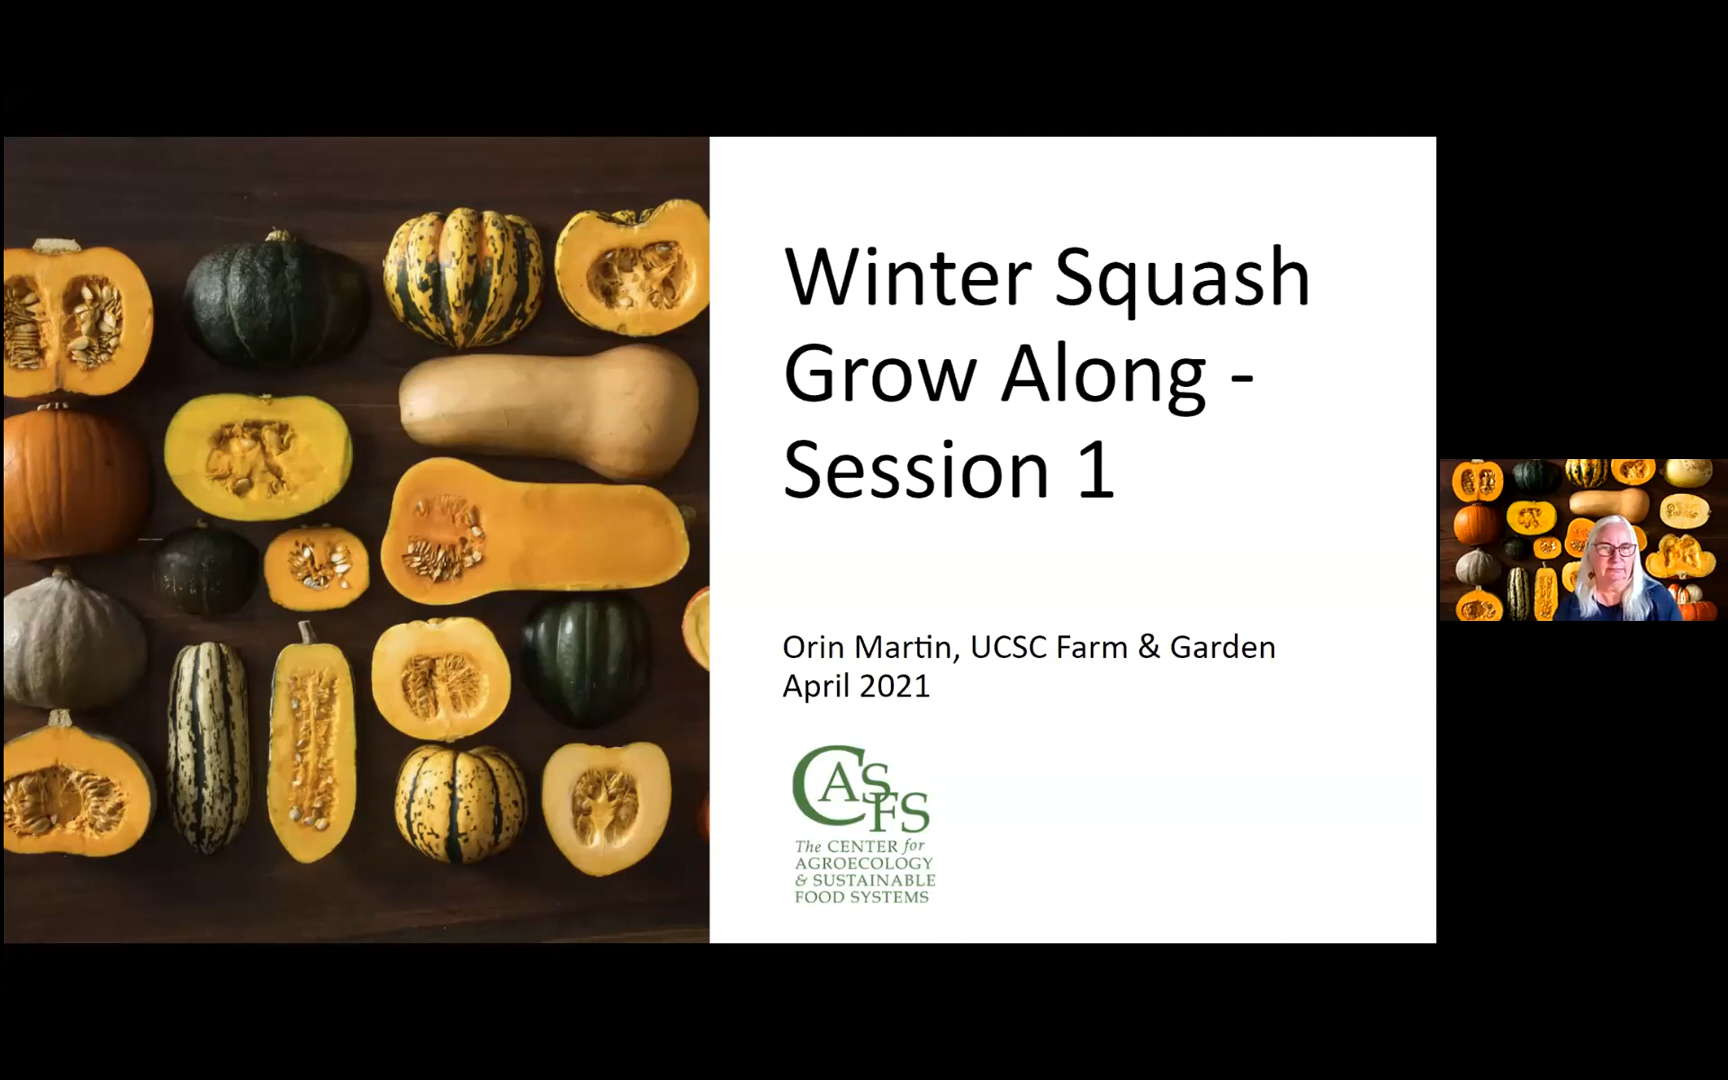 Winter Squash
Grow Along -
Session 1
Orin Martin, UCSC Farm & Garden
April 2021
CASFS
The CENTER for
AGROECOLOGY
& SUSTAINABLE
FOOD SYSTEMS